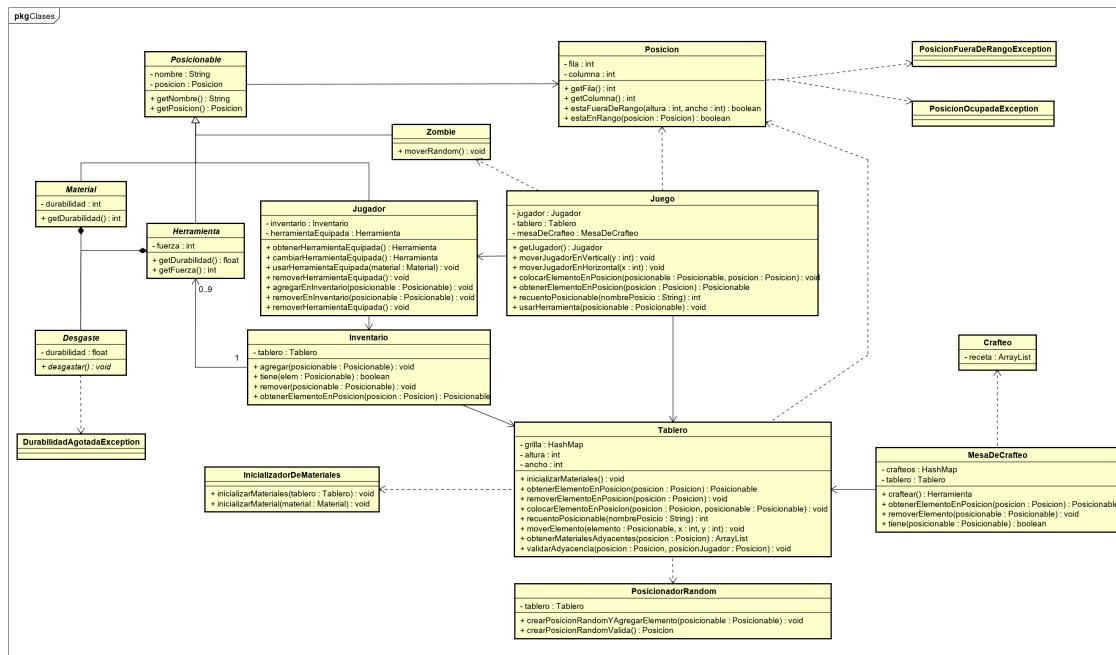 pkg Clases
Posicionable
- nombre : String
- posicion : Posicion
+ getNombre() : String
+ getPosicion() : Posicion
Posicion
- fila : int
- columna : int
+ getFila() : int
+ getColumna() : int
+ estaFueraDeRango(altura : int, ancho : int) : boolean
+ estaEnRango(posicion : Posicion) : boolean
PosicionFueraDeRangoException
PosicionOcupadaException
Zombie
+ moverRandom() : void
Material
- durabilidad : int
+ getDurabilidad() : int
Herramienta
- fuerza : int
+ getDurabilidad() : float
+ getFuerza() : int
0..9
1
Jugador
- inventario : Inventario
- herramientaEquipada : Herramienta
+ obtenerHerramientaEquipada() : Herramienta
+ cambiarHerramientaEquipada() : Herramienta
+ usarHerramientaEquipada(material : Material) : void
+ removerHerramientaEquipada() : void
+ agregarEnInventario(posicionable : Posicionable) : void
+ removerEnInventario(posicionable : Posicionable) : void
+ removerHerramientaEquipada() : void
Juego
- jugador : Jugador
- tablero : Tablero
- mesaDeCrafteo : MesaDeCrafteo
+ getJugador() : Jugador
+ moverJugadorEnVertical(y : int) : void
+ moverJugadorEnHorizontal(x : int) : void
+ colocarElementoEnPosicion(posicionable : Posicionable, posicion : Posicion) : void
+ obtenerElementoEnPosicion(posicion : Posicion) : Posicionable
+ recuentoPosicionable(nombrePosicio : String) : int
+ usarHerramienta(posicionable : Posicionable) : void
Desgaste
- durabilidad : float
+ desgastar() : void
DurabilidadAgotadaException
Inventario
- tablero : Tablero
+ agregar(posicionable : Posicionable) : void
+ tiene(elem : Posicionable) : boolean
+ remover(posicionable : Posicionable) : void
+ obtenerElementoEnPosicion(posicion : Posicion) : Posicionable
Crafteo
- receta : ArrayList
InicializadorDeMateriales
+ inicializarMateriales(tablero : Tablero) : void
+ inicializarMaterial(material : Material) : void
Tablero
- grilla : HashMap
- altura : int
- ancho : int
+ inicializarMateriales() : void
+ obtenerElementoEnPosicion(posicion : Posicion) : Posicionable
+ removerElementoEnPosicion(posicion : Posicion) : void
+ colocarElementoEnPosicion(posicion : Posicion, posicionable : Posicionable) : void
+ recuentoPosicionable(nombrePosicio : String) : int
+ moverElemento(elemento : Posicionable, x : int, y : int) : void
+ obtenerMaterialesAdyacentes(posicion : Posicion) : ArrayList
+ validarAdyacencia(posicion : Posicion, posicionJugador : Posicion) : void
MesaDeCrafteo
- crafteos : HashMap
- tablero : Tablero
+ craftear() : Herramienta
+ obtenerElementoEnPosicion(posicion : Posicion) : Posicionable
+ removerElemento(posicionable : Posicionable) : void
+ tiene(posicionable : Posicionable) : boolean
PosicionadorRandom
- tablero : Tablero
+ crearPosicionRandomYAgregarElemento(posicionable : Posicionable) : void
+ crearPosicionRandomValida() : Posicion